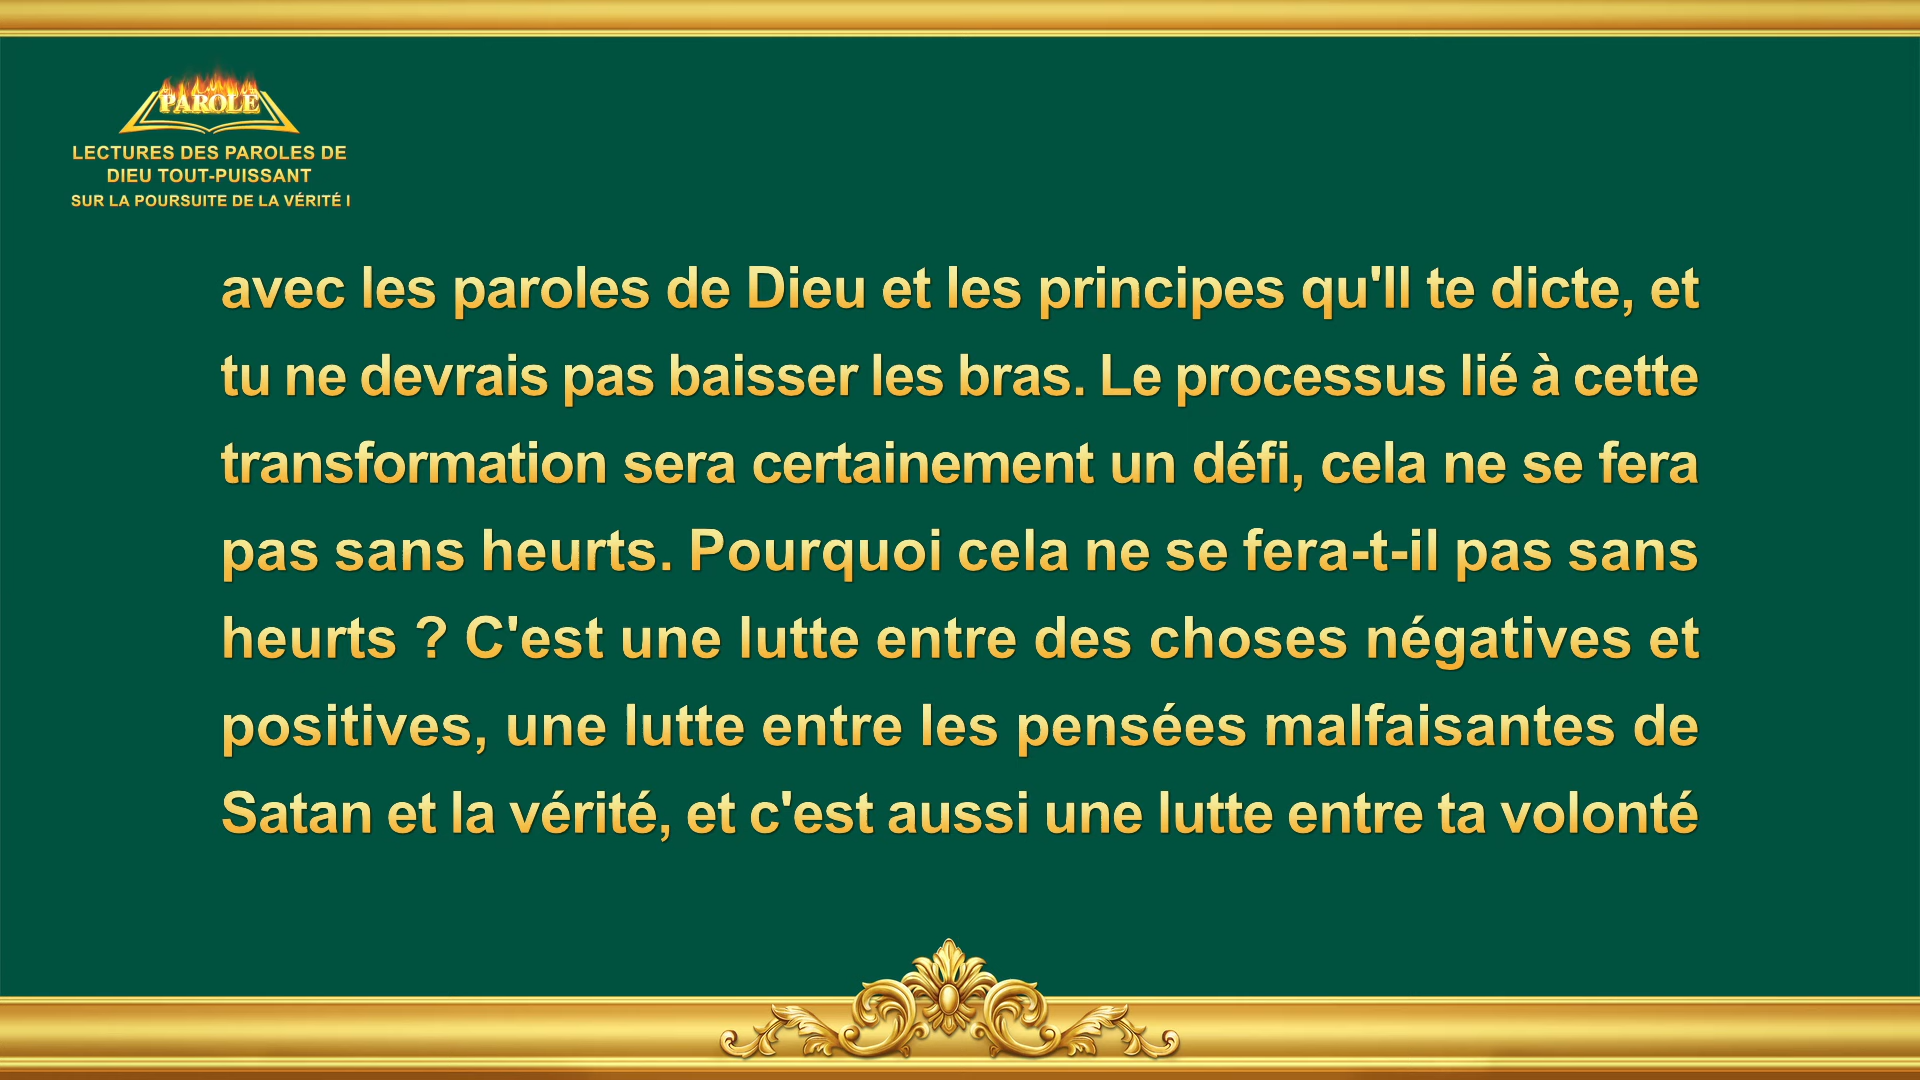 PAROLE
LECTURES DES PAROLES DE
DIEU TOUT-PUISSANT
SUR LA POURSUITE DE LA VÉRITÉ I
avec les paroles de Dieu et les principes qu'Il te dicte, et
tu ne devrais pas baisser les bras. Le processus lié à cette
transformation sera certainement un défi, cela ne se fera
pas sans heurts. Pourquoi cela ne se fera-t-il pas sans
heurts ? C'est une lutte entre des choses négatives et
positives, une lutte entre les pensées malfaisantes de
Satan et la vérité, et c'est aussi une lutte entre ta volonté